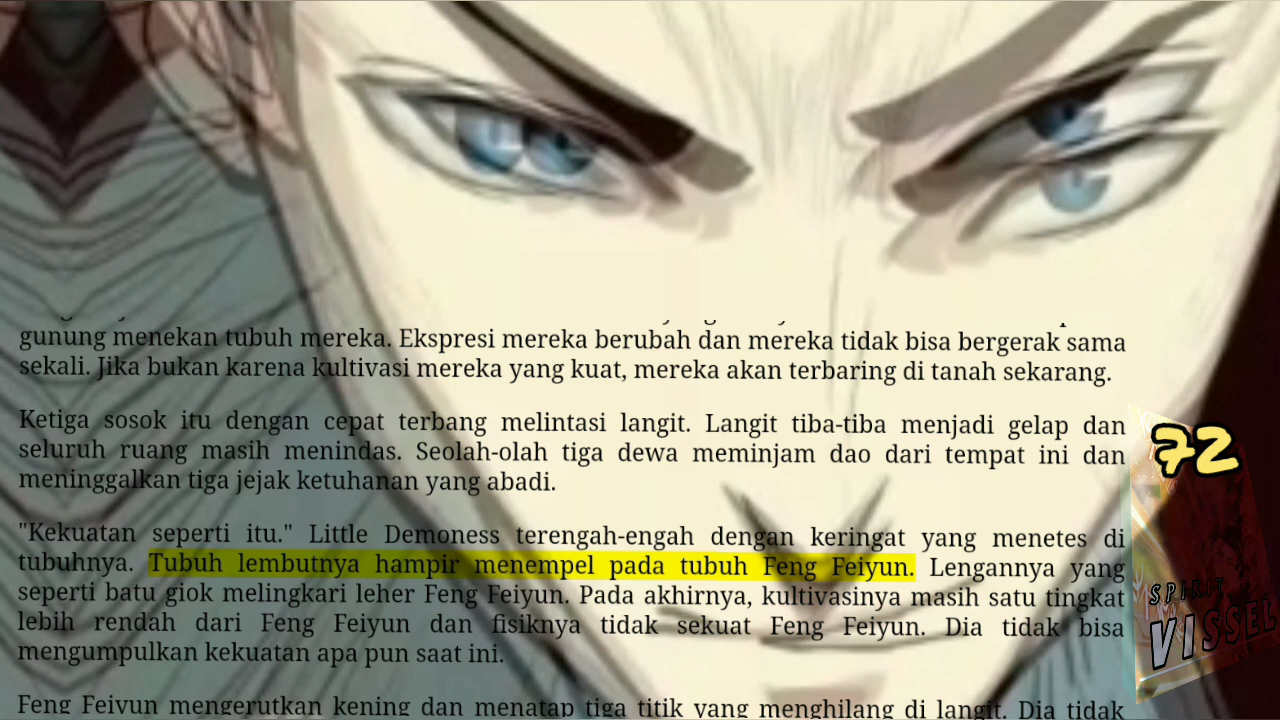 gunung menekan tubuh mereka. Ekspresi mereka berubah dan mereka tidak bisa bergerak sama
sekali. Jika bukan karena kultivasi mereka yang kuat, mereka akan terbaring di tanah sekarang.
Ketiga sosok itu dengan cepat terbang melintasi langit. Langit tiba-tiba menjadi gelap dan
seluruh ruang masih menindas. Seolah-olah tiga dewa meminjam dao dari tempat ini dan
meninggalkan tiga jejak ketuhanan yang abadi.
"Kekuatan seperti itu." Little Demoness terengah-engah dengan keringat yang menetes di
tubuhnya. Tubuh lembutnya hampir menempel pada tubuh Feng Feiyun. Lengannya yang
seperti batu giok melingkari leher Feng Feiyun. Pada akhirnya, kultivasinya masih satu tingkat
lebih rendah dari Feng Feiyun dan fisiknya tidak sekuat Feng Feiyun. Dia tidak bisa
mengumpulkan kekuatan apa pun saat ini.
Feng Feiyun mengerutkan kening dan menatap tiga titik yang menghilang di langit. Dia tidak
72
SPIRIT
VISSEL